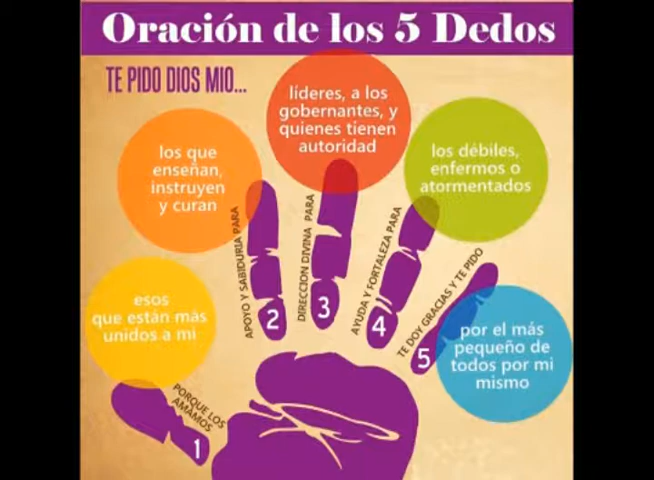 Oración de los 5 Dedos
TE PIDO DIOS MIO...
esos
que están más
unidos a mi
PORQUE LOS
AMAMOS
1
los que
enseñan,
instruyen
y curan
APOYO Y SABIDURIA PARA
2
líderes, a los
gobernantes, y
quienes tienen
autoridad
DIRECCION DIVINA PARA
3
los débiles,
enfermos o
atormentados
AYUDA Y FORTALEZA PARA
4
TE DOY GRACIAS Y TE PIDO
5
por el más
pequeño de
todos por mi
mismo